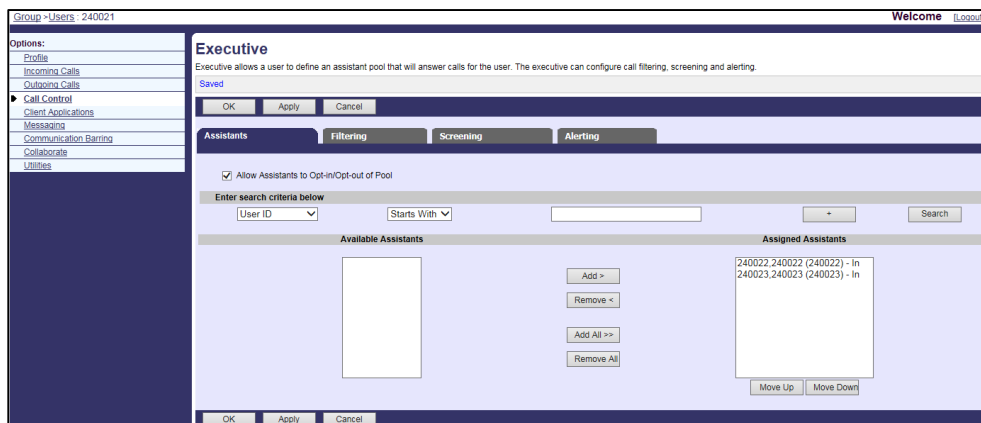 Group >Users : 240021
Welcome [Logout
Options:
Profile
Incoming Calls
Outgoing Calls
Call Control
Client Applications
Messaging
Communication Barring
Collaborate
Utilities
Executive
Executive allows a user to define an assistant pool that will answer calls for the user. The executive can configure call filtering, screening and alerting.
Saved
OK Apply Cancel
Assistants Filtering Screening Alerting
Allow Assistants to Opt-in/Opt-out of Pool
Enter search criteria below
User ID Starts With + Search
Available Assistants Assigned Assistants
240022,240022 (240022) - In
240023,240023 (240023) - In
Add >
Remove <
Add All >>
Remove All
Move Up Move Down
OK Apply Cancel